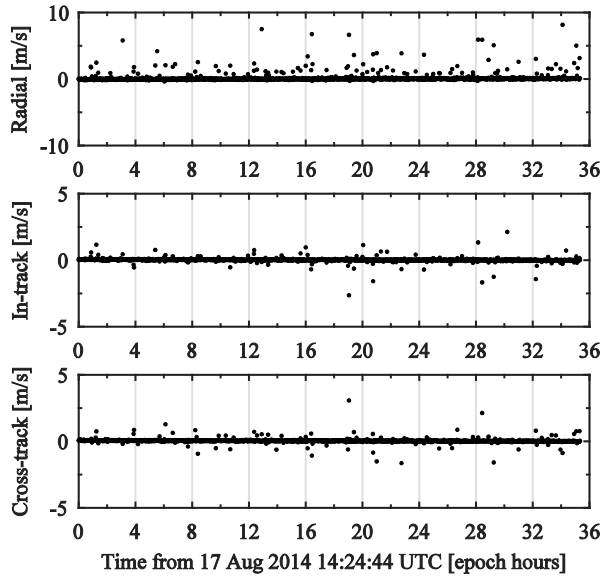 Radial [m/s]
10
0
-10
0 4 8 12 16 20 24 28 32 36
In-track [m/s]
5
0
-5
0 4 8 12 16 20 24 28 32 36
Cross-track [m/s]
5
0
-5
0 4 8 12 16 20 24 28 32 36
Time from 17 Aug 2014 14:24:44 UTC [epoch hours]